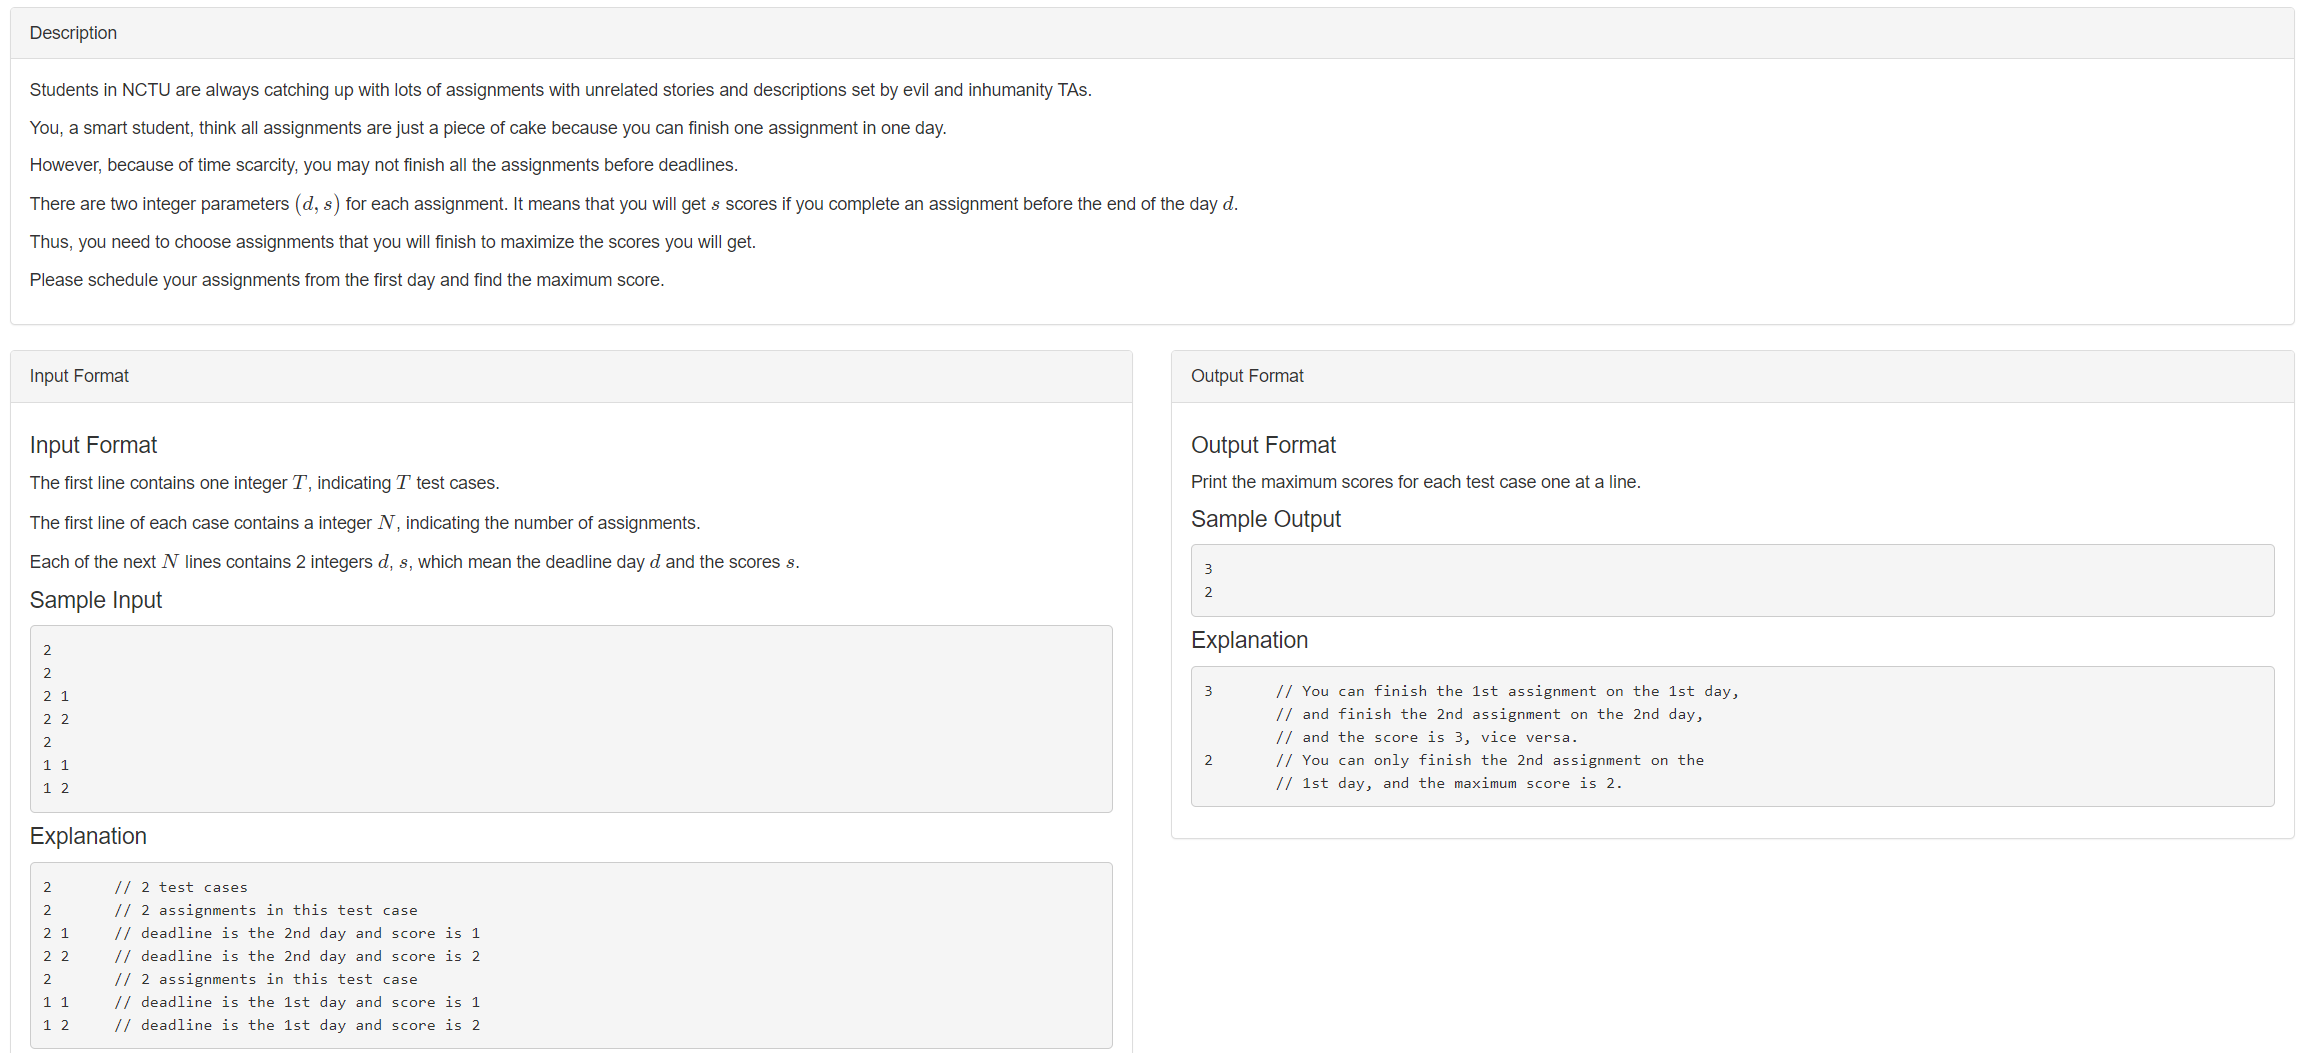 Description
Students in NCTU are always catching up with lots of assignments with unrelated stories and descriptions set by evil and inhumanity TAs.
You, a smart student, think all assignments are just a piece of cake because you can finish one assignment in one day.
However, because of time scarcity, you may not finish all the assignments before deadlines.
There are two integer parameters (d, s) for each assignment. It means that you will get s scores if you complete an assignment before the end of the day d.
Thus, you need to choose assignments that you will finish to maximize the scores you will get.
Please schedule your assignments from the first day and find the maximum score.
Input Format
Input Format
The first line contains one integer T, indicating T test cases.
The first line of each case contains a integer N, indicating the number of assignments.
Each of the next N lines contains 2 integers d, s, which mean the deadline day d and the scores s.
Sample Input
2
2
2 1
2 2
2
1 1
1 2
Explanation
2 // 2 test cases
2 // 2 assignments in this test case
2 1 // deadline is the 2nd day and score is 1
2 2 // deadline is the 2nd day and score is 2
2 // 2 assignments in this test case
1 1 // deadline is the 1st day and score is 1
1 2 // deadline is the 1st day and score is 2
Output Format
Output Format
Print the maximum scores for each test case one at a line.
Sample Output
3
2
Explanation
3 // You can finish the 1st assignment on the 1st day,
// and finish the 2nd assignment on the 2nd day,
// and the score is 3, vice versa.
2 // You can only finish the 2nd assignment on the
// 1st day, and the maximum score is 2.